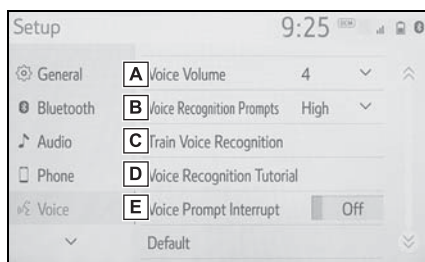 Setup
9:25
DCM
General
A Voice Volume 4
Bluetooth
B Voice Recognition Prompts High
Audio
C Train Voice Recognition
Phone
D Voice Recognition Tutorial
Voice
E Voice Prompt Interrupt Off
Default